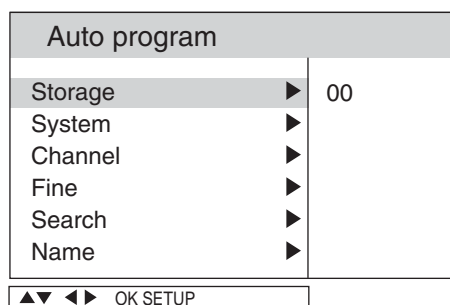 Auto program
Storage ▶ 00
System ▶
Channel ▶
Fine ▶
Search ▶
Name ▶
▲▼ ◀▶ OK SETUP